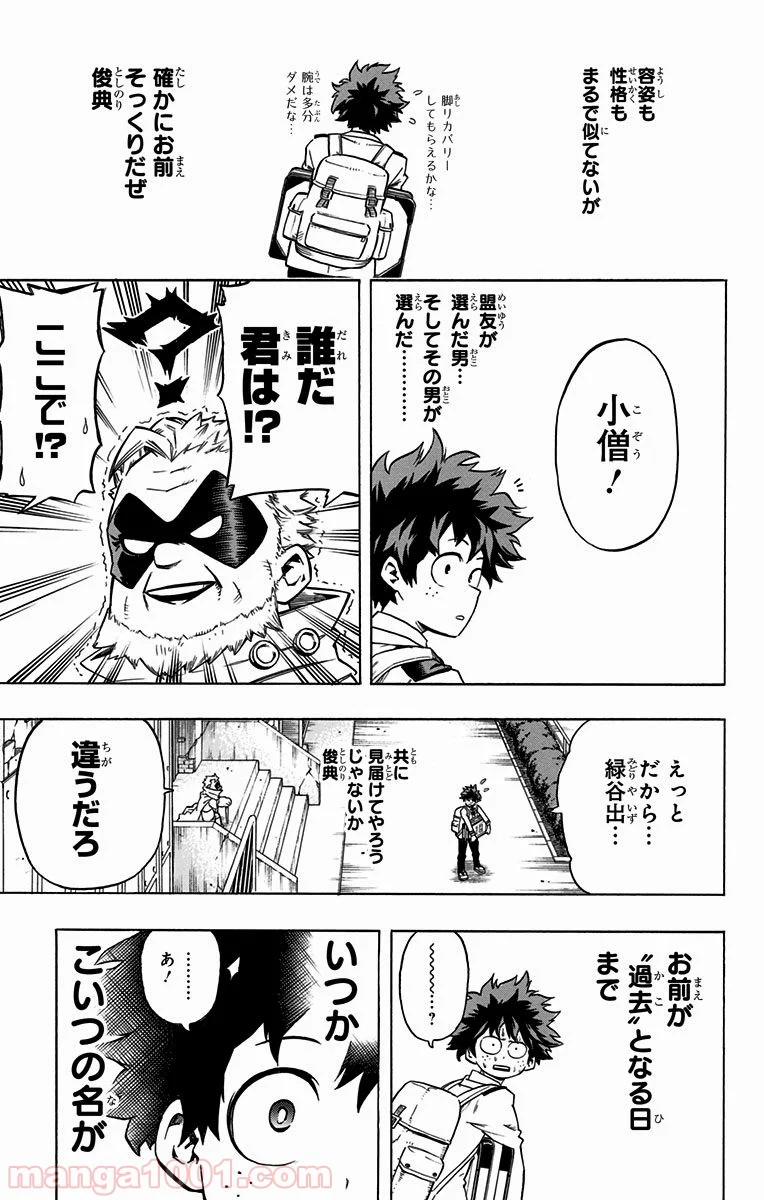 容姿も
性格も
まるで似てないが
脚リカバリー
してもらえるかな…
腕は多分
ダメだな…
確かにお前
そっくりだぜ
俊典
小僧!
盟友が
選んだ男…
そしてその男が
選んだ…………
誰だ
君は!?
ここで!?
えっと
だから…
緑谷出…
共に
見届けてやろう
じゃないか
俊典
違うだろ
お前が
〝過去〟となる日
まで
〜〜〜……?
いつか
………
あ、
こいつの名が
manga1001.com